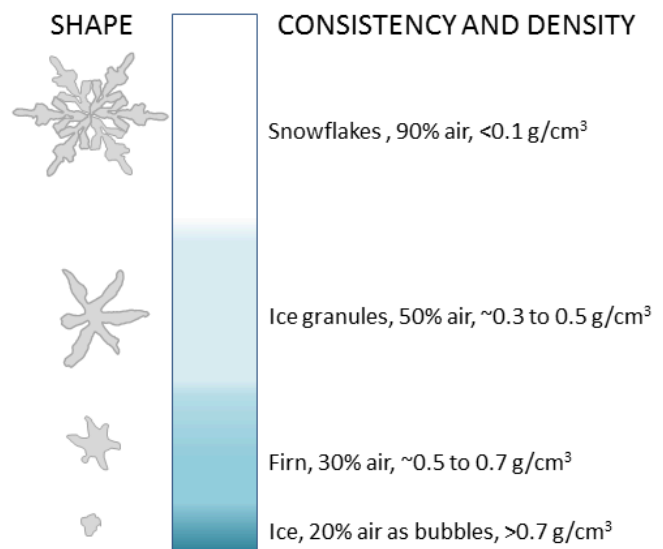 SHAPE
CONSISTENCY AND DENSITY
Snowflakes , 90% air, <0.1 g/cm³
Ice granules, 50% air, ~0.3 to 0.5 g/cm³
Firn, 30% air, ~0.5 to 0.7 g/cm³
Ice, 20% air as bubbles, >0.7 g/cm³